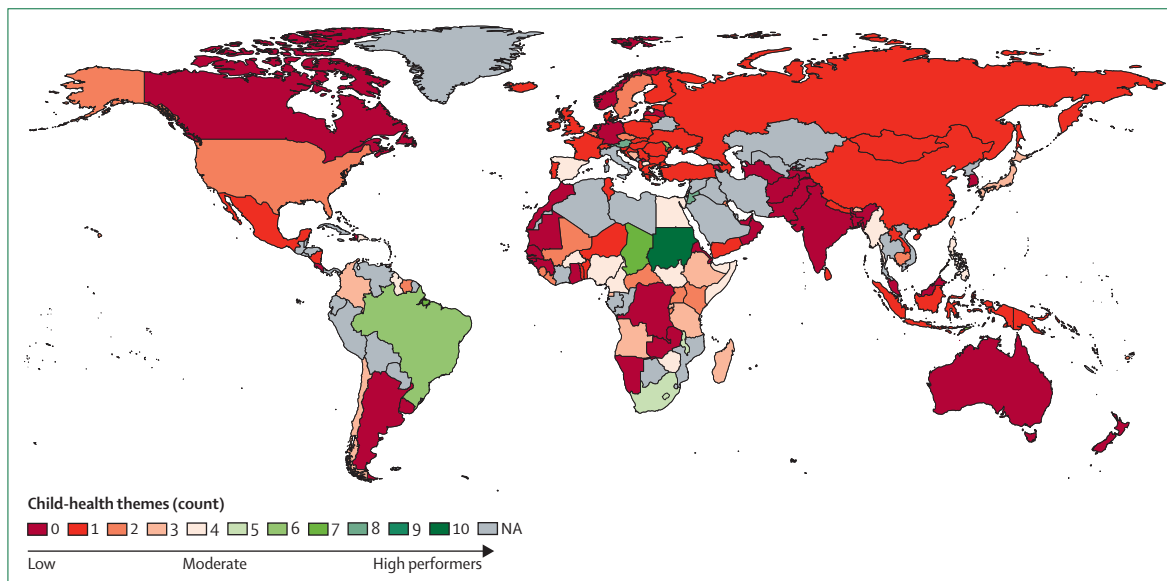 Child-health themes (count)
0 1 2 3 4 5 6 7 8 9 10 NA
Low Moderate High performers